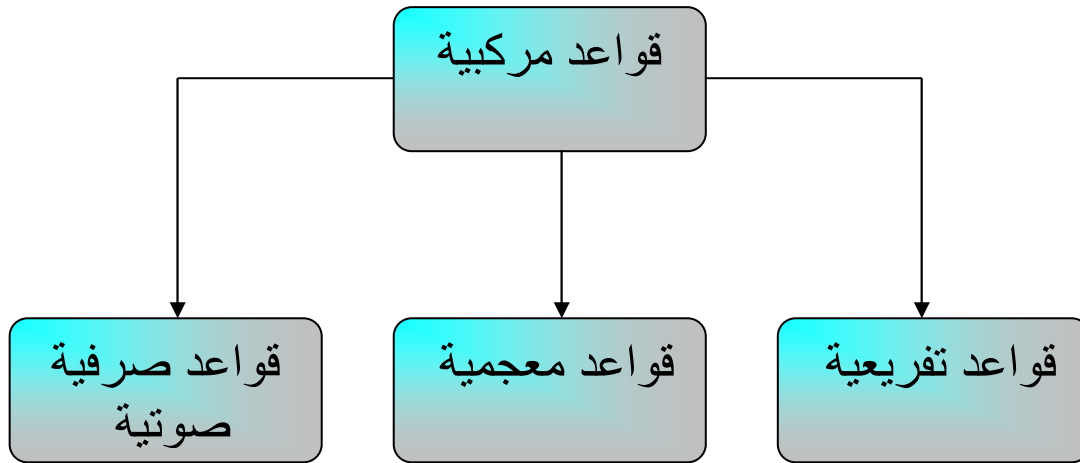 قواعد مركبية
قواعد تفريعية
قواعد معجمية
قواعد صرفية
صوتية